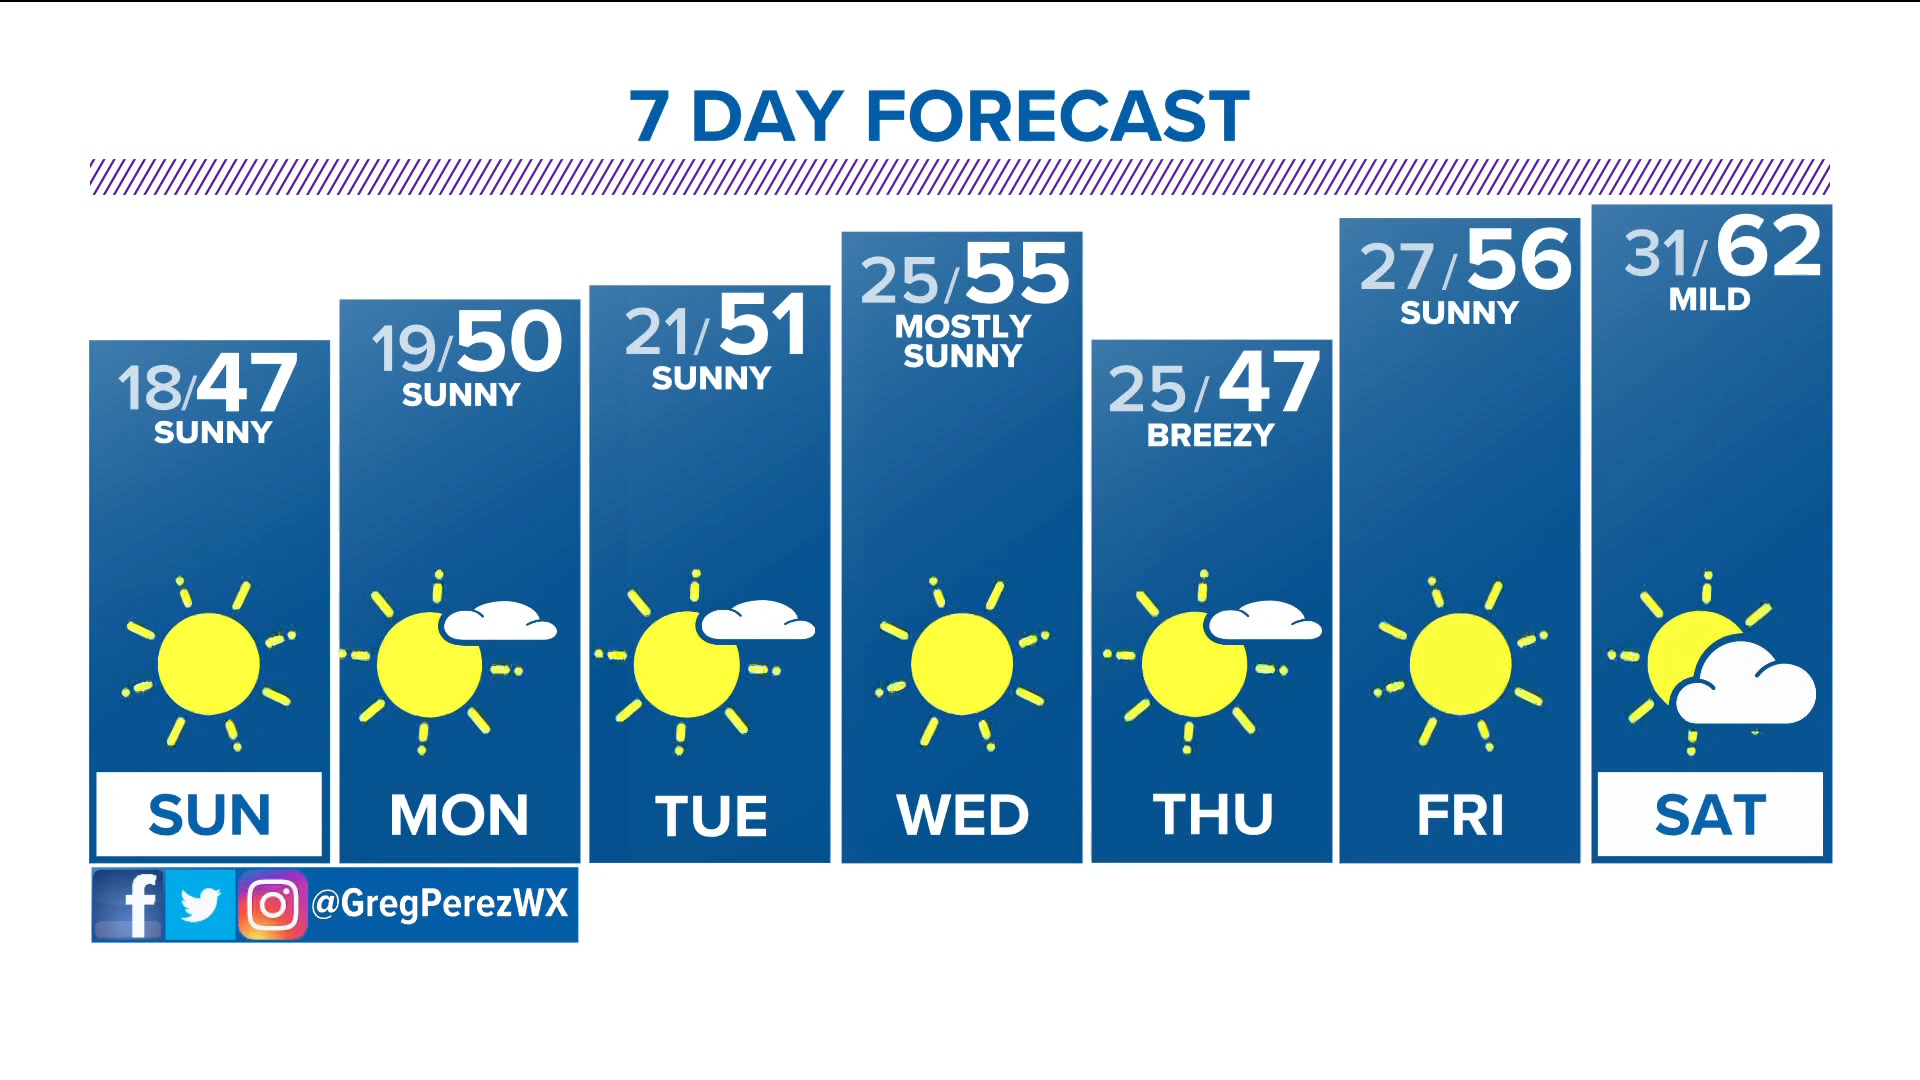 7 DAY FORECAST
18/47
SUNNY
SUN
19/50
SUNNY
MON
21/51
SUNNY
TUE
25/55
MOSTLY
SUNNY
WED
25/47
BREEZY
THU
27/56
SUNNY
FRI
31/62
MILD
SAT
@GregPerezWX